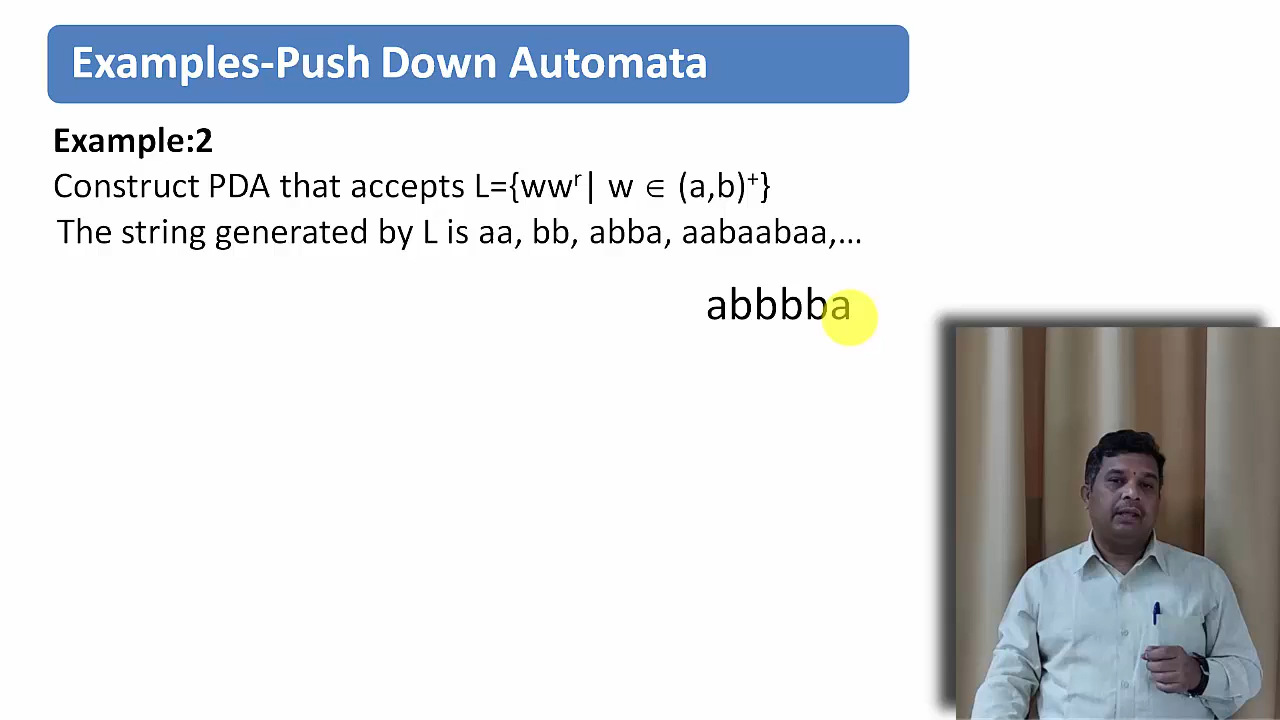 Examples-Push Down Automata
Example:2
Construct PDA that accepts L={wwʳ| w ∈ (a,b)⁺}
The string generated by L is aa, bb, abba, aabaabaa,...
abbbba